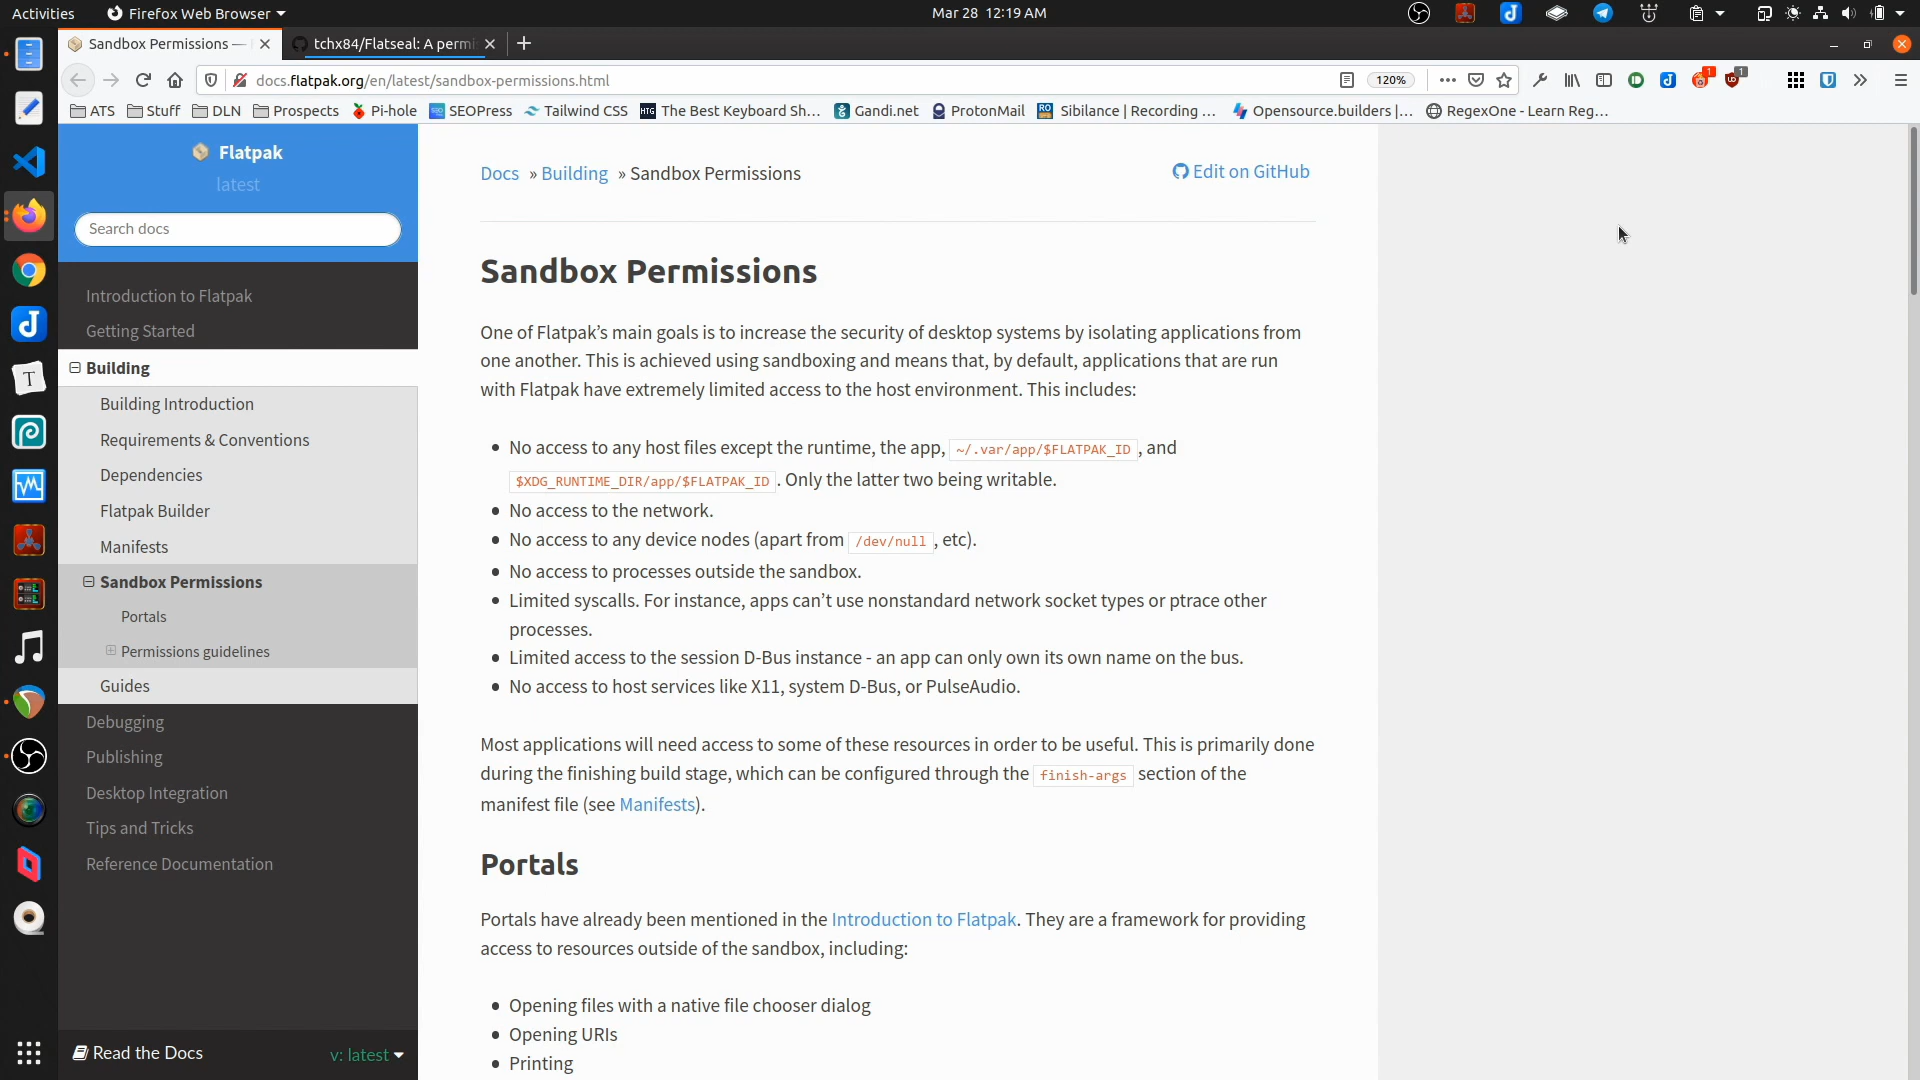 Activities Firefox Web Browser Mar 28 12:19 AM
Sandbox Permissions — tchx84/Flatseal: A permi
docs.flatpak.org/en/latest/sandbox-permissions.html 120% 1 1
ATS Stuff DLN Prospects Pi-hole SEOPress Tailwind CSS The Best Keyboard Sh... Gandi.net ProtonMail Sibilance | Recording ... Opensource.builders |... RegexOne - Learn Reg...
Flatpak
latest
Search docs
Introduction to Flatpak
Getting Started
Building
Building Introduction
Requirements & Conventions
Dependencies
Flatpak Builder
Manifests
Sandbox Permissions
Portals
Permissions guidelines
Guides
Debugging
Publishing
Desktop Integration
Tips and Tricks
Reference Documentation
Read the Docs v: latest
Docs » Building » Sandbox Permissions Edit on GitHub
Sandbox Permissions
One of Flatpak’s main goals is to increase the security of desktop systems by isolating applications from
one another. This is achieved using sandboxing and means that, by default, applications that are run
with Flatpak have extremely limited access to the host environment. This includes:
• No access to any host files except the runtime, the app, ~/.var/app/$FLATPAK_ID , and
$XDG_RUNTIME_DIR/app/$FLATPAK_ID . Only the latter two being writable.
• No access to the network.
• No access to any device nodes (apart from /dev/null , etc).
• No access to processes outside the sandbox.
• Limited syscalls. For instance, apps can’t use nonstandard network socket types or ptrace other
processes.
• Limited access to the session D-Bus instance - an app can only own its own name on the bus.
• No access to host services like X11, system D-Bus, or PulseAudio.
Most applications will need access to some of these resources in order to be useful. This is primarily done
during the finishing build stage, which can be configured through the finish-args section of the
manifest file (see Manifests).
Portals
Portals have already been mentioned in the Introduction to Flatpak. They are a framework for providing
access to resources outside of the sandbox, including:
• Opening files with a native file chooser dialog
• Opening URIs
• Printing